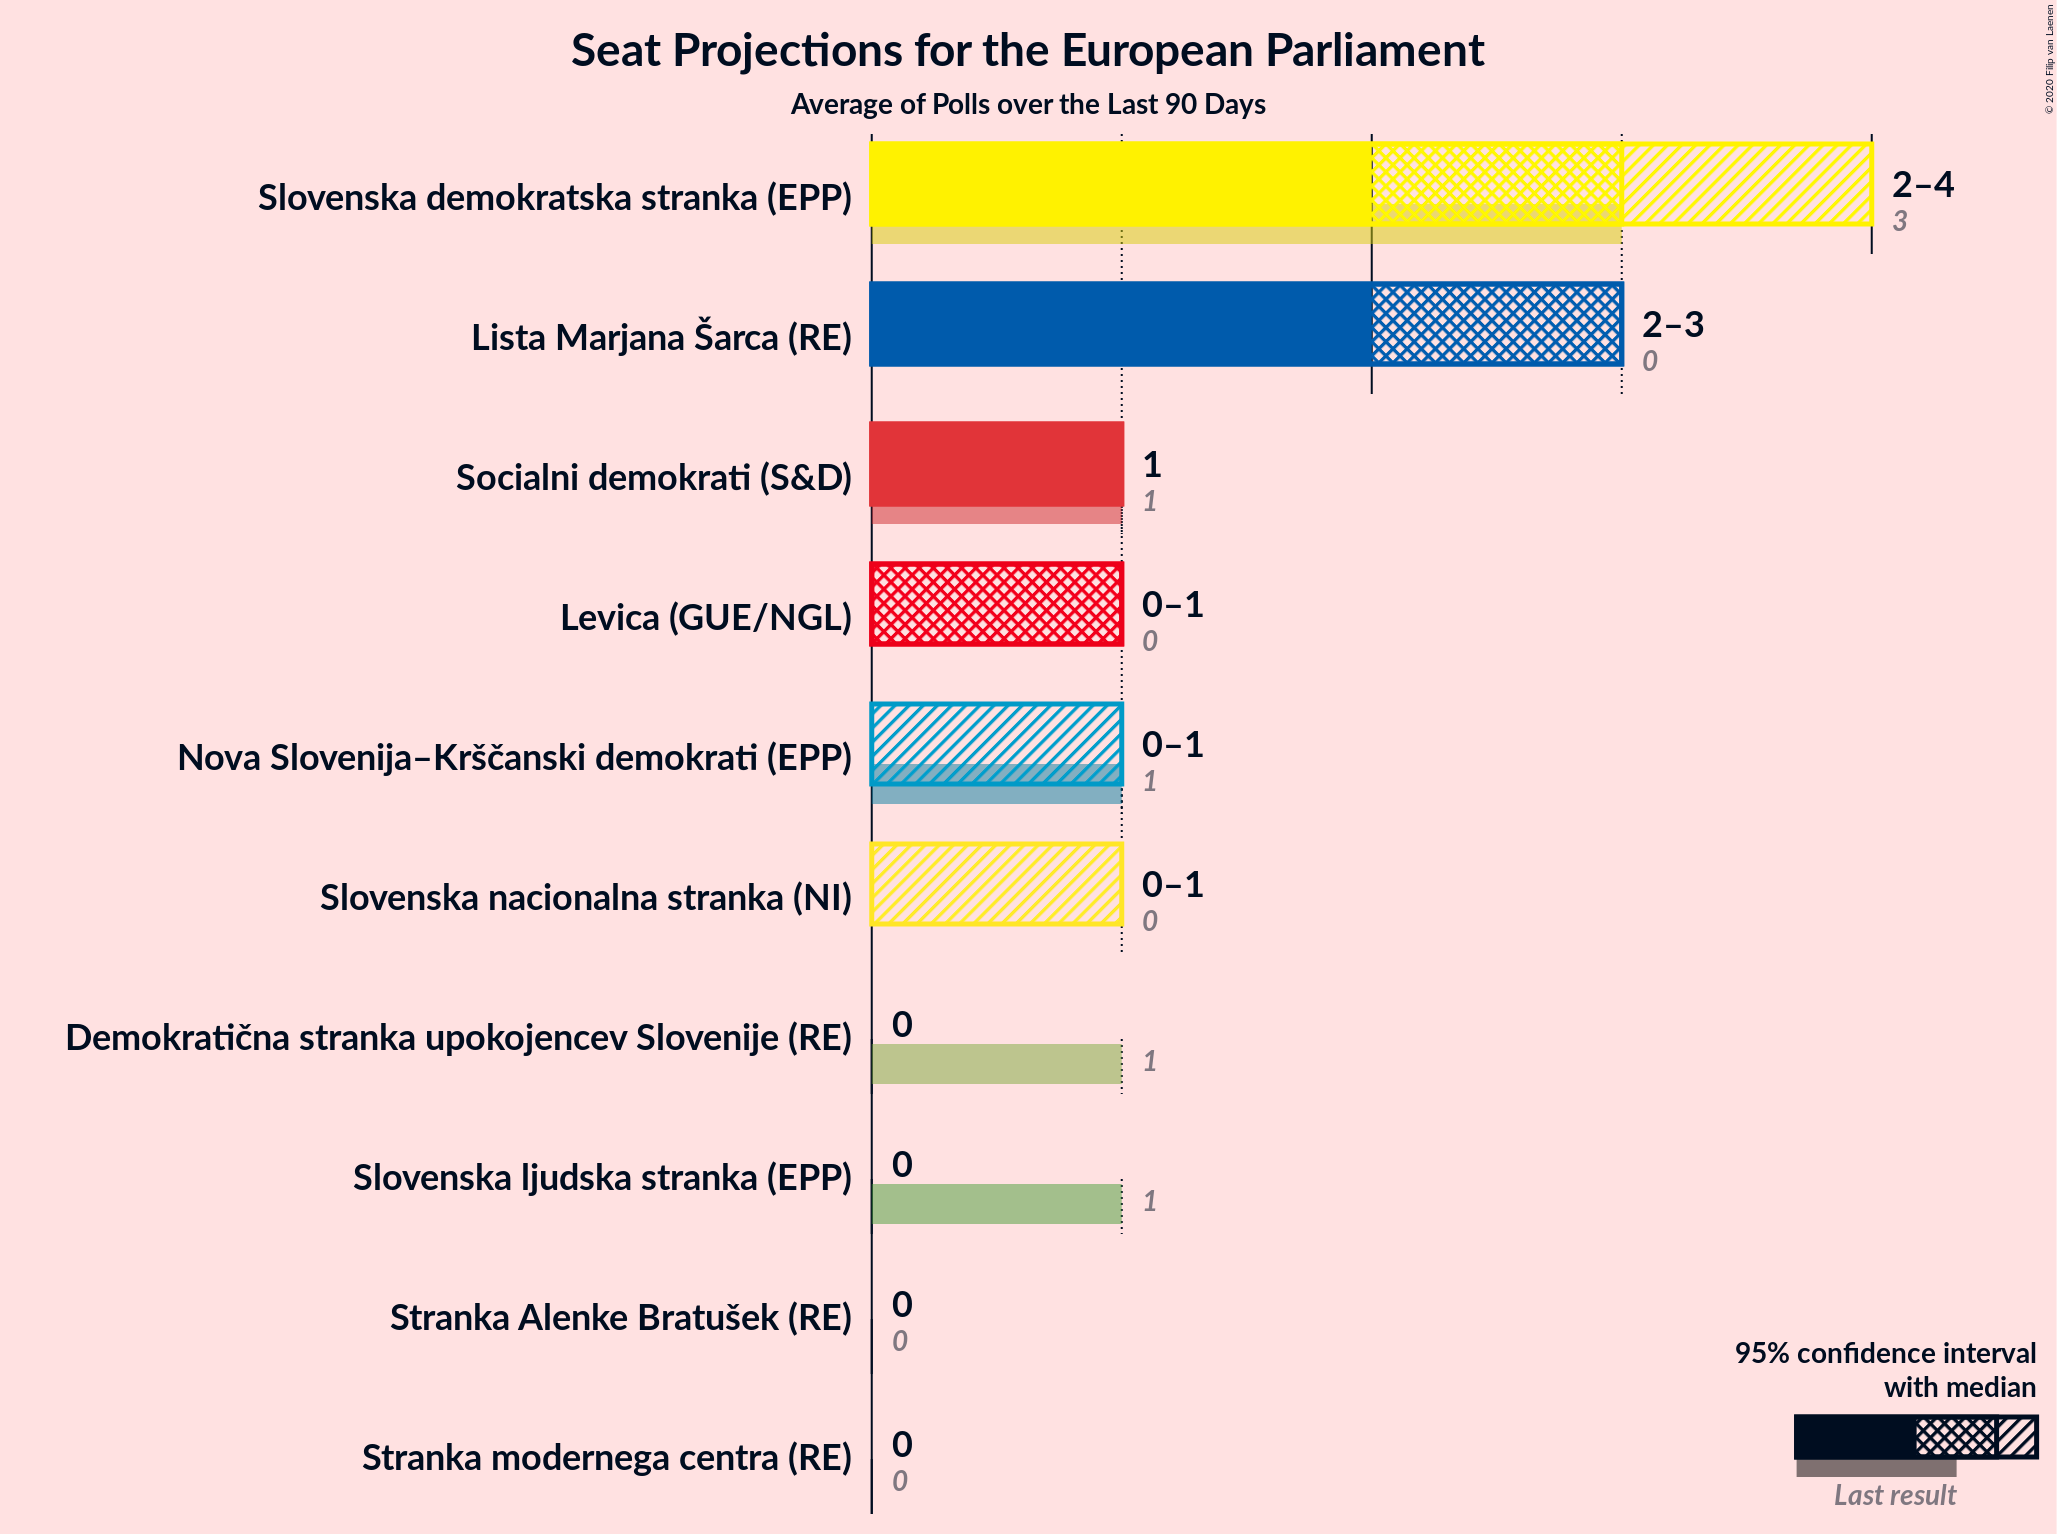 Seat Projections for the European Parliament
Average of Polls over the Last 90 Days
© 2020 Filip van Laenen
Slovenska demokratska stranka (EPP)
2–4
3
Lista Marjana Šarca (RE)
2–3
0
Socialni demokrati (S&D)
1
1
Levica (GUE/NGL)
0–1
0
Nova Slovenija–Krščanski demokrati (EPP)
0–1
1
Slovenska nacionalna stranka (NI)
0–1
0
Demokratična stranka upokojencev Slovenije (RE)
0
1
Slovenska ljudska stranka (EPP)
0
1
Stranka Alenke Bratušek (RE)
0
0
Stranka modernega centra (RE)
0
0
95% confidence interval
with median
Last result